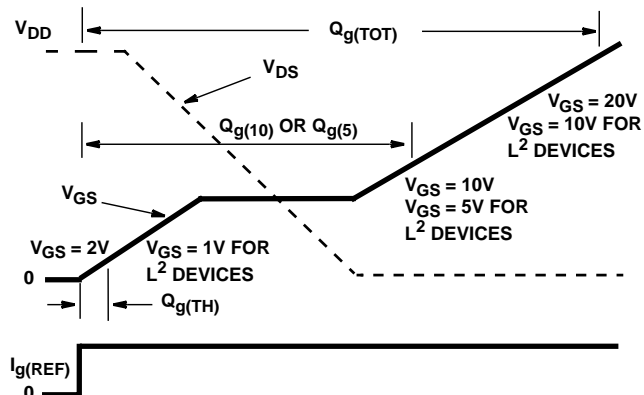 V_DD
Q_g(TOT)
V_DS
V_GS = 20V
V_GS = 10V FOR
L² DEVICES
Q_g(10) OR Q_g(5)
V_GS
V_GS = 10V
V_GS = 5V FOR
L² DEVICES
V_GS = 2V
V_GS = 1V FOR
L² DEVICES
0
Q_g(TH)
I_g(REF)
0